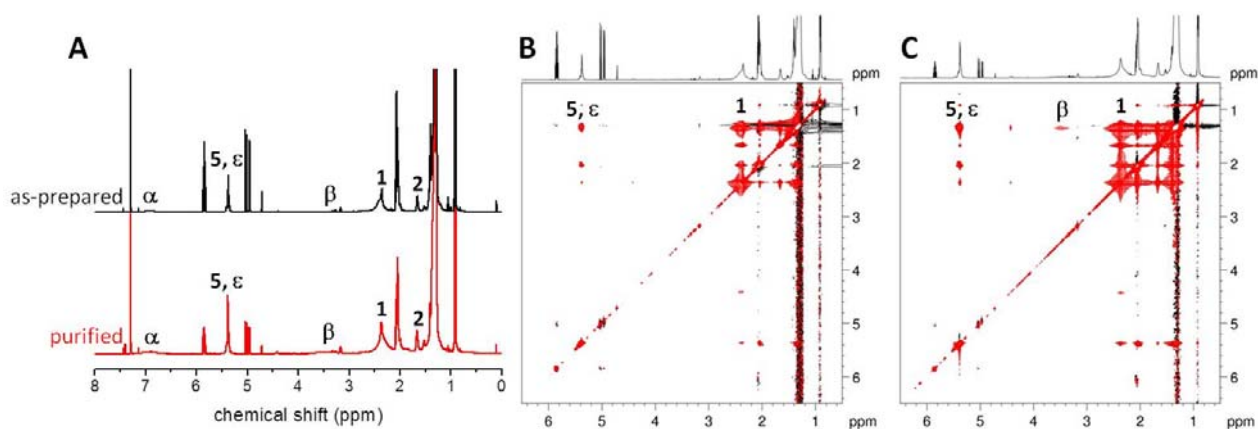 A
as-prepared
α
5, ε
β
1
2
purified
α
5, ε
β
1
2
8 7 6 5 4 3 2 1 0
chemical shift (ppm)
B
ppm
5; ε
1
1
2
3
4
5
6
6 5 4 3 2 1 ppm
C
ppm
5; ε
β
1
1
2
3
4
5
6
6 5 4 3 2 1 ppm